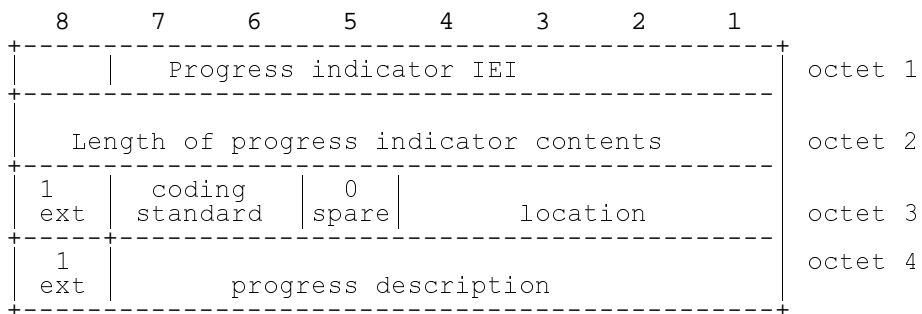 8 7 6 5 4 3 2 1
Progress indicator IEI octet 1
Length of progress indicator contents octet 2
1 coding 0
ext standard spare location octet 3
1 octet 4
ext progress description